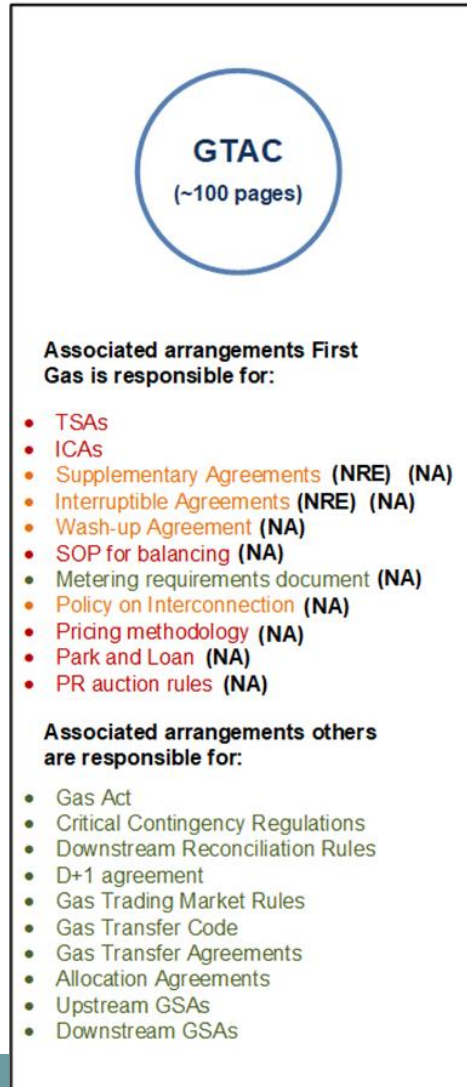 GTAC
(~100 pages)
Associated arrangements First
Gas is responsible for:
• TSAs
• ICAs
• Supplementary Agreements (NRE) (NA)
• Interruptible Agreements (NRE) (NA)
• Wash-up Agreement (NA)
• SOP for balancing (NA)
• Metering requirements document (NA)
• Policy on Interconnection (NA)
• Pricing methodology (NA)
• Park and Loan (NA)
• PR auction rules (NA)
Associated arrangements others
are responsible for:
• Gas Act
• Critical Contingency Regulations
• Downstream Reconciliation Rules
• D+1 agreement
• Gas Trading Market Rules
• Gas Transfer Code
• Gas Transfer Agreements
• Allocation Agreements
• Upstream GSAs
• Downstream GSAs